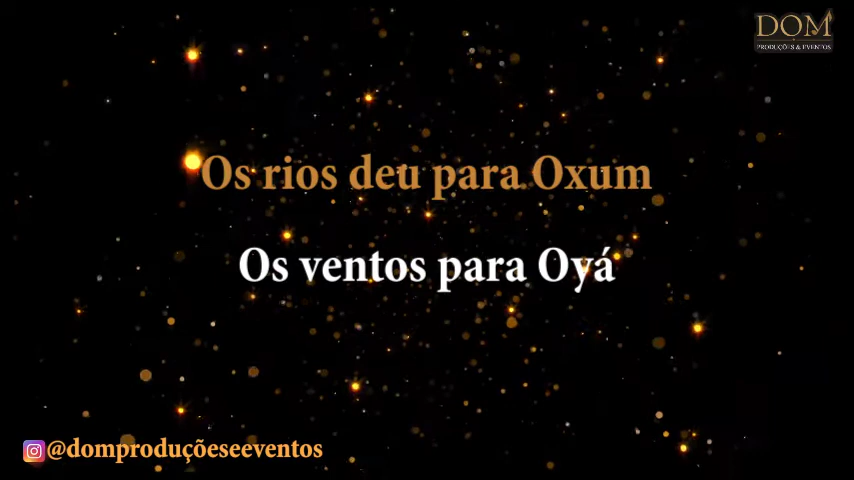 DOM
PRODUÇÕES & EVENTOS
Os rios deu para Oxum
Os ventos para Oyá
@domproduçõeseeventos